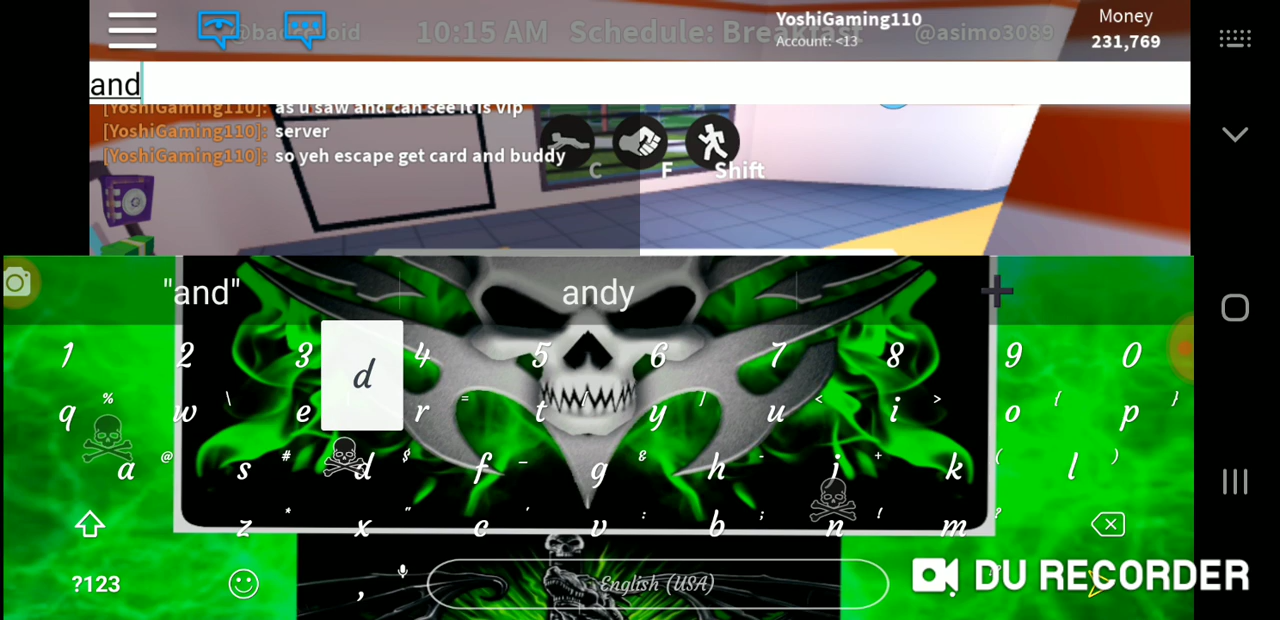 @badccvoid 10:15 AM Schedule: Breakfast @asimo3089
YoshiGaming110
Account: <13
Money
231,769
and
[YoshiGaming110]: as u saw and can see it is vip
[YoshiGaming110]: server
[YoshiGaming110]: so yeh escape get card and buddy
C F Shift
"and" andy
1 2 3 4 5 6 7 8 9 0
d
% \ = / ] < > { }
q w e r t y u i o p
@ # $ _ & - + ( )
a s d f g h j k l
* " ' : ; ! ?
z x c v b n m
?123 , English (USA)
DU RECORDER